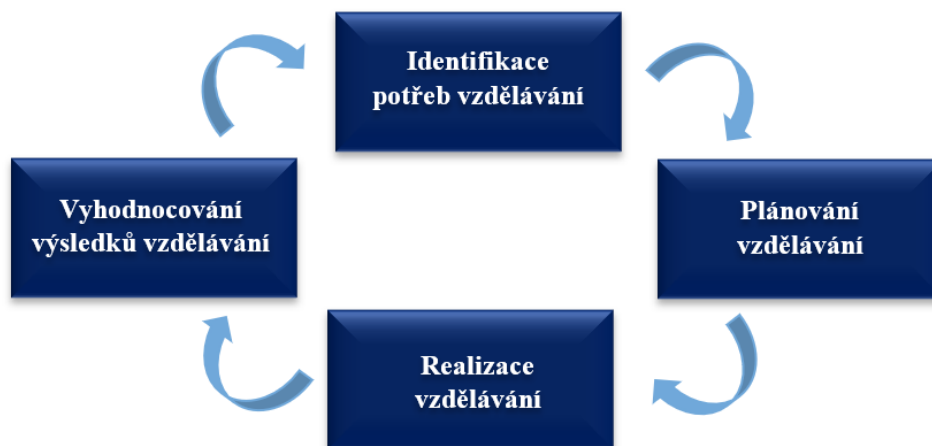 Identifikace
potřeb vzdělávání
Vyhodnocování
výsledků vzdělávání
Plánování
vzdělávání
Realizace
vzdělávání